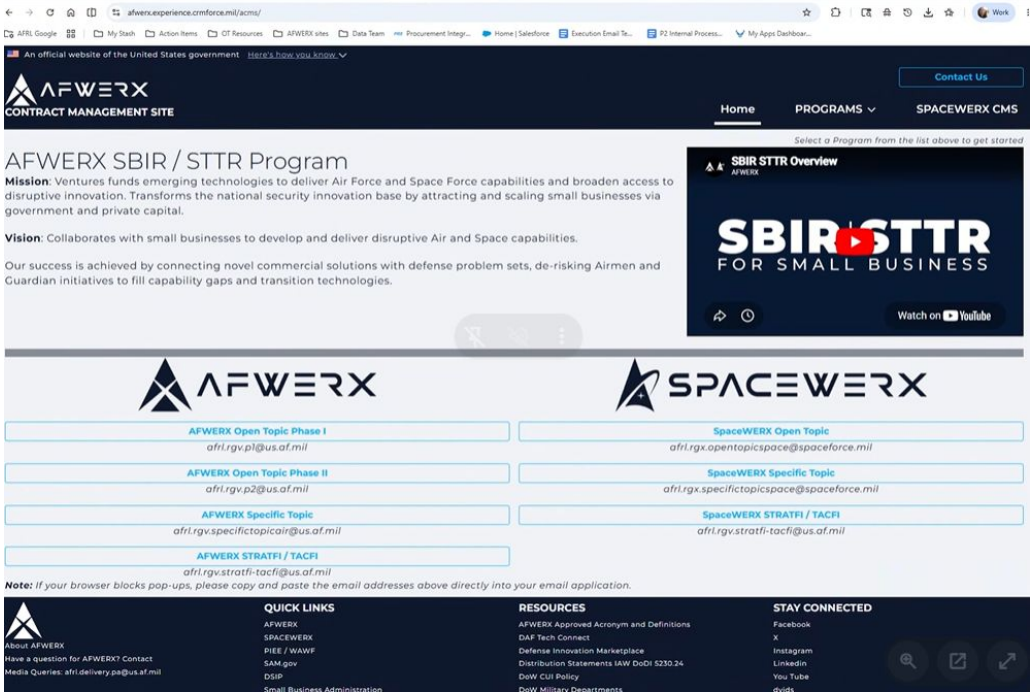 afwerx.experience.crmforce.mil/acms/
Work
AFRL Google
My Stash
Action Items
OT Resources
AFWERX sites
Data Team
Procurement Integr...
Home | Salesforce
Execution Email Te...
P2 Internal Process...
My Apps Dashboar...
An official website of the United States government Here's how you know
AFWERX
CONTRACT MANAGEMENT SITE
Contact Us
Home
PROGRAMS
SPACEWERX CMS
Select a Program from the list above to get started
AFWERX SBIR / STTR Program
Mission: Ventures funds emerging technologies to deliver Air Force and Space Force capabilities and broaden access to
disruptive innovation. Transforms the national security innovation base by attracting and scaling small businesses via
government and private capital.
Vision: Collaborates with small businesses to develop and deliver disruptive Air and Space capabilities.
Our success is achieved by connecting novel commercial solutions with defense problem sets, de-risking Airmen and
Guardian initiatives to fill capability gaps and transition technologies.
SBIR STTR Overview
AFWERX
SBIR STTR
FOR SMALL BUSINESS
Watch on YouTube
AFWERX
AFWERX Open Topic Phase I
afrl.rgv.p1@us.af.mil
AFWERX Open Topic Phase II
afrl.rgv.p2@us.af.mil
AFWERX Specific Topic
afrl.rgv.specifictopicair@us.af.mil
AFWERX STRATFI / TACFI
afrl.rgv.stratfi-tacfi@us.af.mil
SPACEWERX
SpaceWERX Open Topic
afrl.rgx.opentopicspace@spaceforce.mil
SpaceWERX Specific Topic
afrl.rgx.specifictopicspace@spaceforce.mil
SpaceWERX STRATFI / TACFI
afrl.rgv.stratfi-tacfi@us.af.mil
Note: If your browser blocks pop-ups, please copy and paste the email addresses above directly into your email application.
About AFWERX
Have a question for AFWERX? Contact
Media Queries: afrl.delivery.pa@us.af.mil
QUICK LINKS
AFWERX
SPACEWERX
PIEE / WAWF
SAM.gov
DSIP
Small Business Administration
RESOURCES
AFWERX Approved Acronym and Definitions
DAF Tech Connect
Defense Innovation Marketplace
Distribution Statements IAW DoDI 5230.24
DoW CUI Policy
DoW Military Departments
STAY CONNECTED
Facebook
X
Instagram
Linkedin
You Tube
dvids